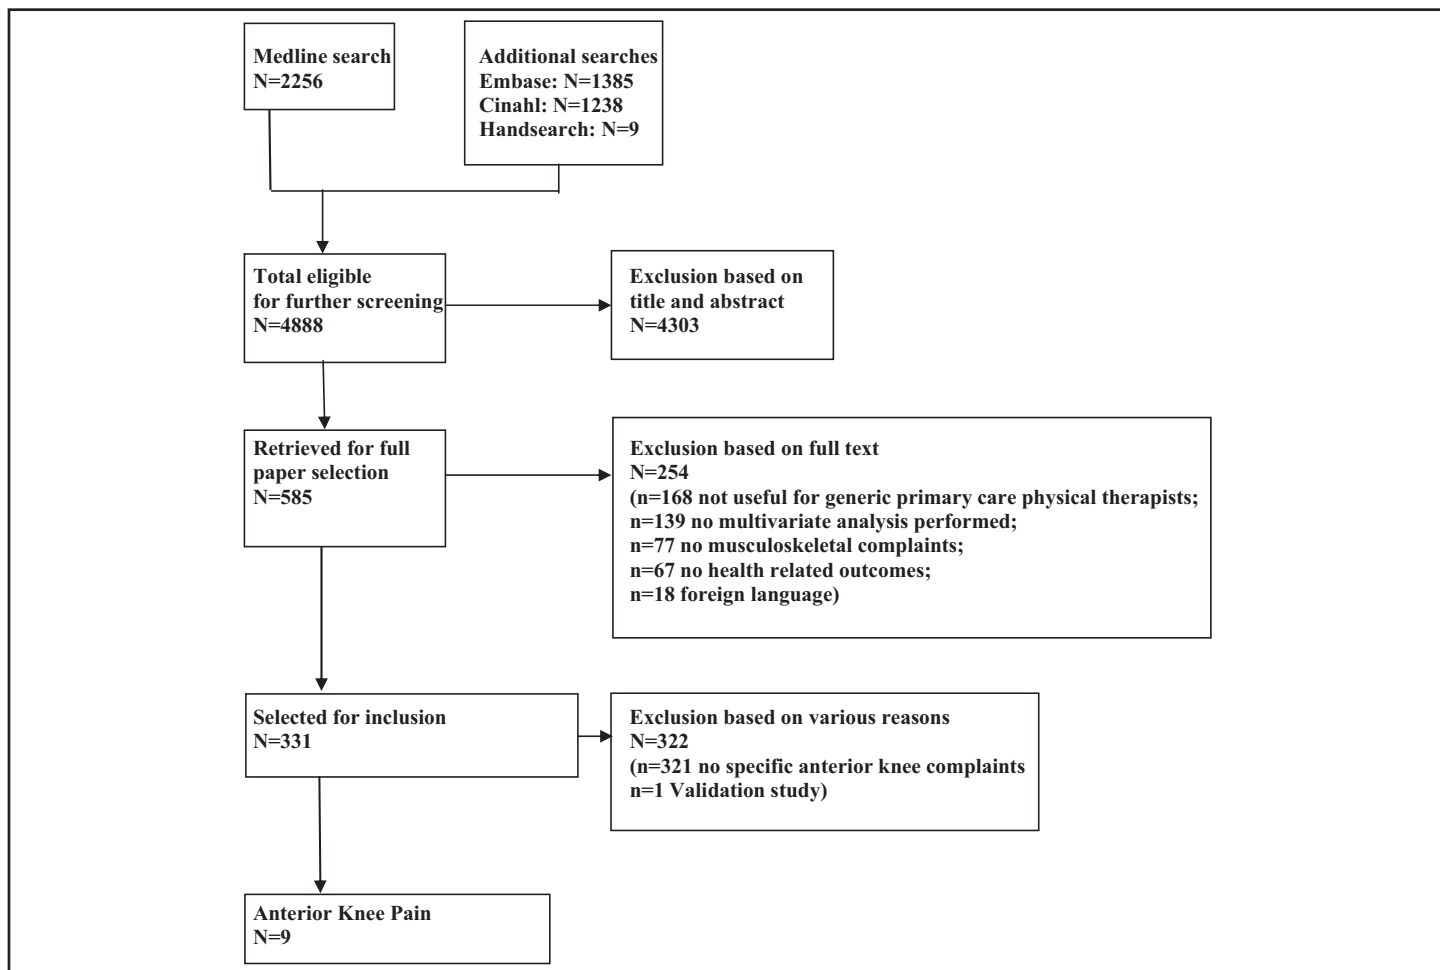 Medline search
N=2256
Additional searches
Embase: N=1385
Cinahl: N=1238
Handsearch: N=9
Total eligible
for further screening
N=4888
Exclusion based on
title and abstract
N=4303
Retrieved for full
paper selection
N=585
Exclusion based on full text
N=254
(n=168 not useful for generic primary care physical therapists;
n=139 no multivariate analysis performed;
n=77 no musculoskeletal complaints;
n=67 no health related outcomes;
n=18 foreign language)
Selected for inclusion
N=331
Exclusion based on various reasons
N=322
(n=321 no specific anterior knee complaints
n=1 Validation study)
Anterior Knee Pain
N=9